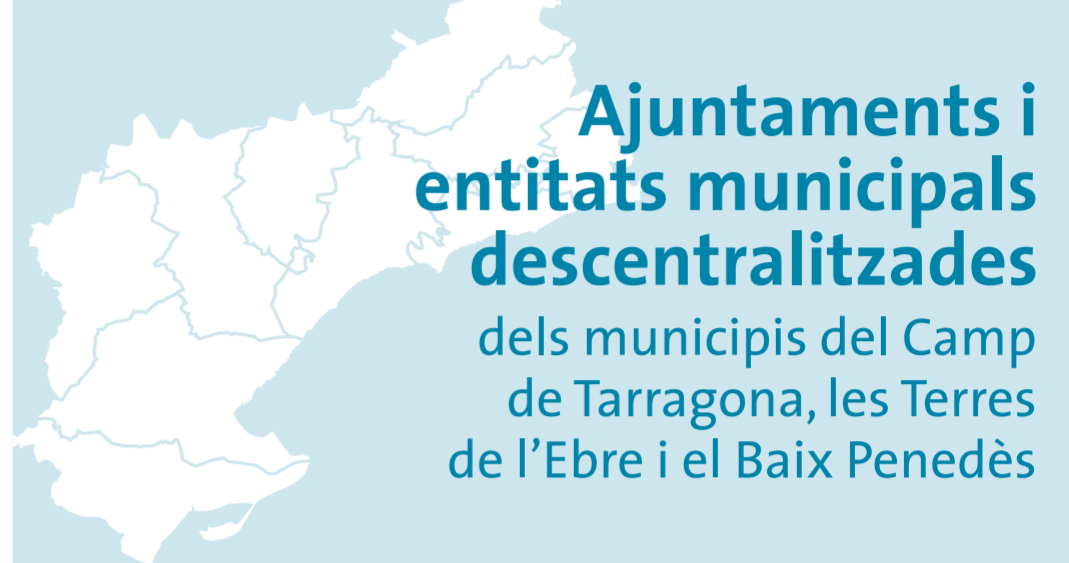 Ajuntaments i
entitats municipals
descentralitzades
dels municipis del Camp
de Tarragona, les Terres
de l’Ebre i el Baix Penedès